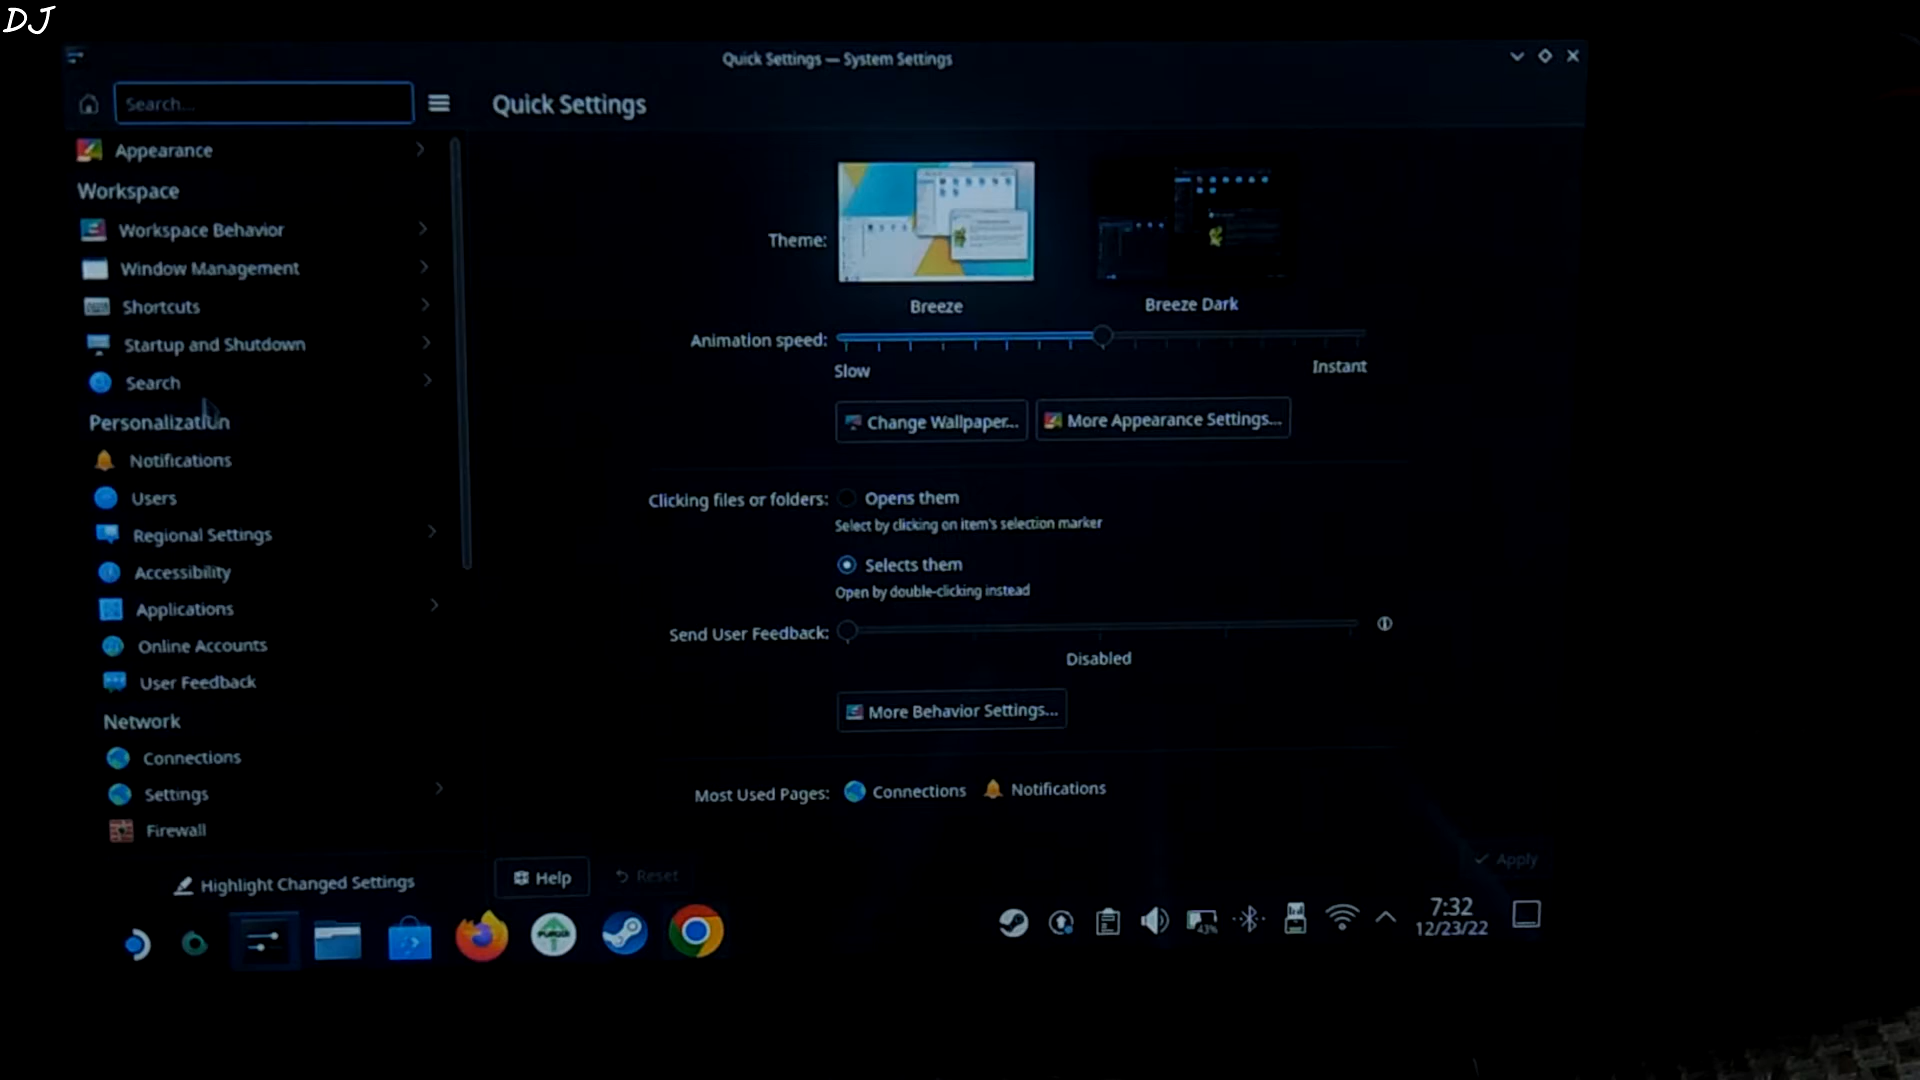 DJ
Quick Settings — System Settings
Search...
Quick Settings
Appearance
Workspace
Workspace Behavior
Window Management
Shortcuts
Startup and Shutdown
Search
Personalization
Notifications
Users
Regional Settings
Accessibility
Applications
Online Accounts
User Feedback
Network
Connections
Settings
Firewall
Highlight Changed Settings
Theme:
Breeze
Breeze Dark
Animation speed:
Slow
Instant
Change Wallpaper...
More Appearance Settings...
Clicking files or folders:
Opens them
Select by clicking on item's selection marker
Selects them
Open by double-clicking instead
Send User Feedback:
Disabled
More Behavior Settings...
Most Used Pages:
Connections
Notifications
Help
Reset
Apply
43%
7:32
12/23/22